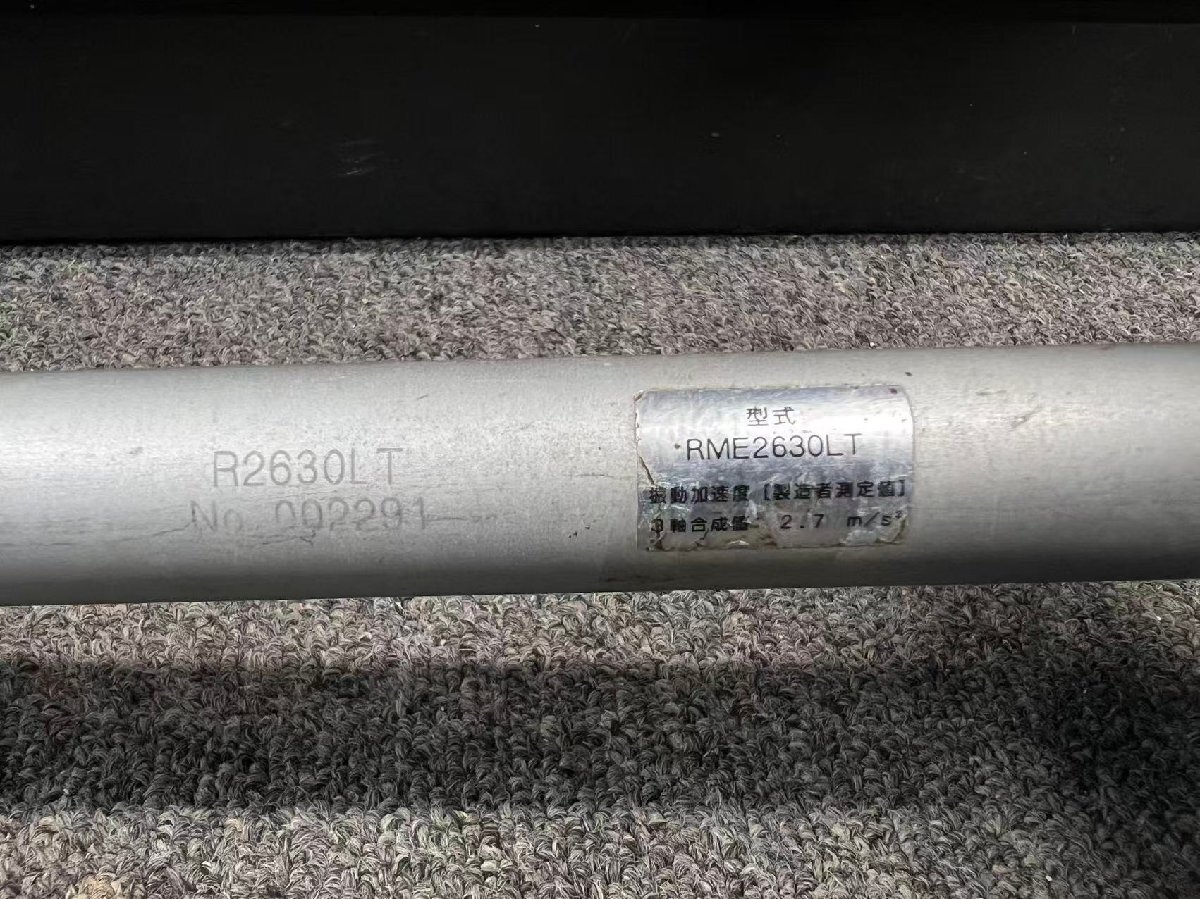 R2630LT
No. 002291
型式
RME2630LT
振動加速度 [製造者測定値]
3軸合成値 2.7 m/s²